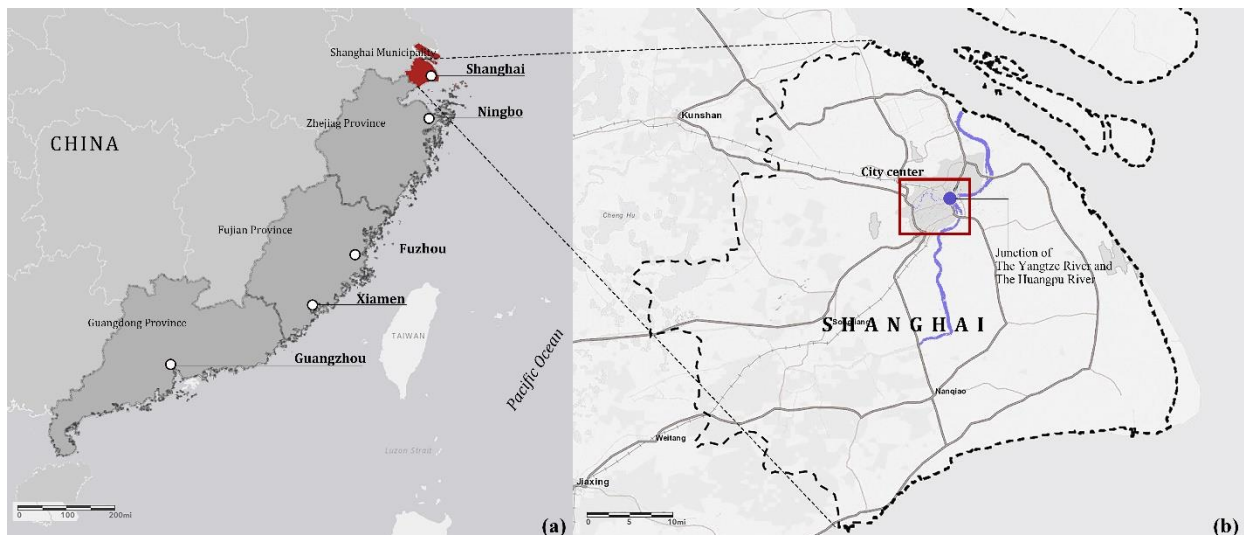 Shanghai Municipality
Shanghai
Ningbo
Zhejiag Province
CHINA
Fujian Province
Fuzhou
Xiamen
Guangdong Province
Guangzhou
TAIWAN
Pacific Ocean
Luzon Strait
0 100 200mi
(a)
Kunshan
City center
Cheng Hu
Junction of
The Yangtze River and
The Huangpu River
SHANGHAI
Nanqiao
Weitang
Jiaxing
0 5 10mi
(b)